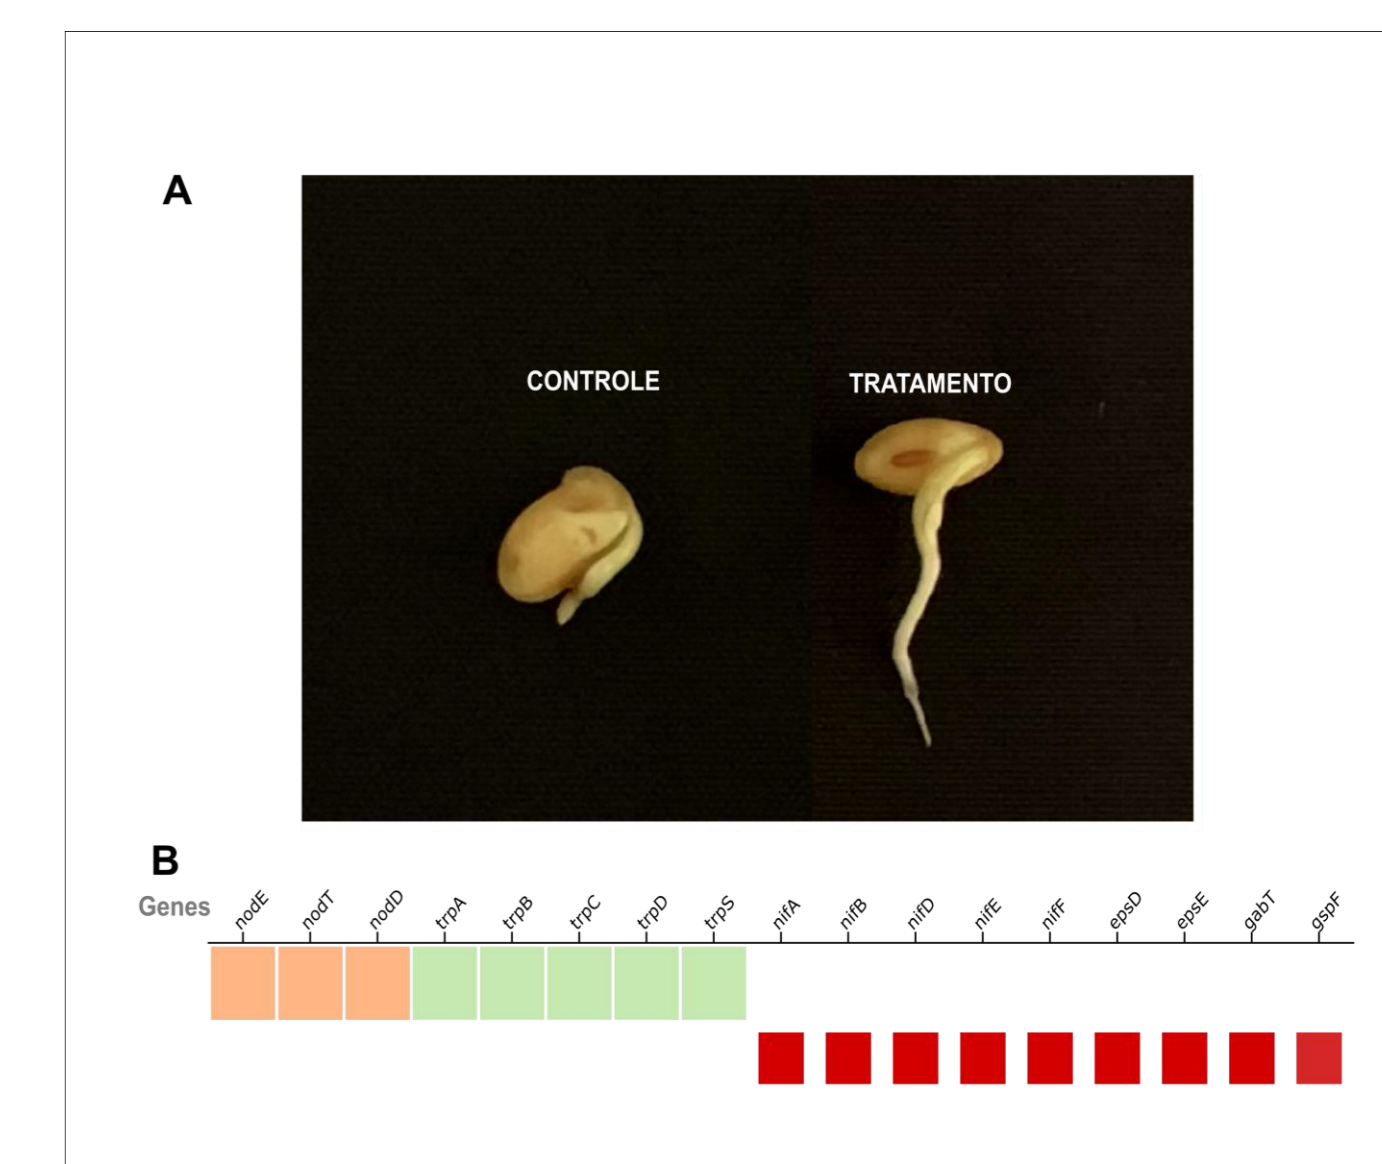 A
CONTROLE TRATAMENTO
B
Genes nodE nodT nodD trpA trpB trpC trpD trpS nifA nifB nifD nifE nifF epsD epsE gabT gspF